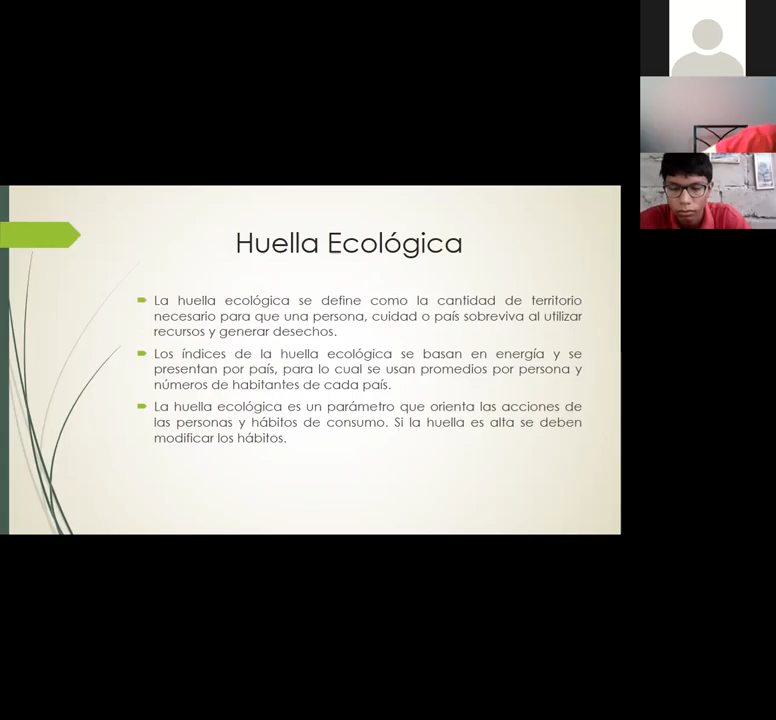 Huella Ecológica
La huella ecológica se define como la cantidad de territorio
necesario para que una persona, cuidad o país sobreviva al utilizar
recursos y generar desechos.
Los índices de la huella ecológica se basan en energía y se
presentan por país, para lo cual se usan promedios por persona y
números de habitantes de cada país.
La huella ecológica es un parámetro que orienta las acciones de
las personas y hábitos de consumo. Si la huella es alta se deben
modificar los hábitos.